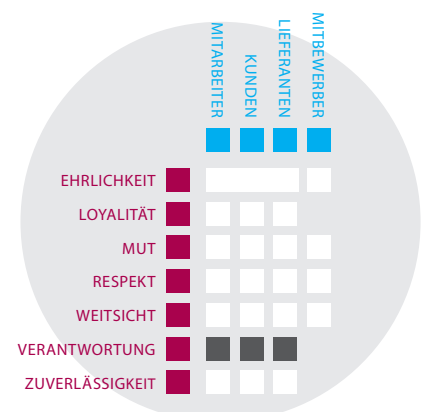 MITARBEITER
KUNDEN
LIEFERANTEN
MITBEWERBER
EHRLICHKEIT
LOYALITÄT
MUT
RESPEKT
WEITSICHT
VERANTWORTUNG
ZUVERLÄSSIGKEIT